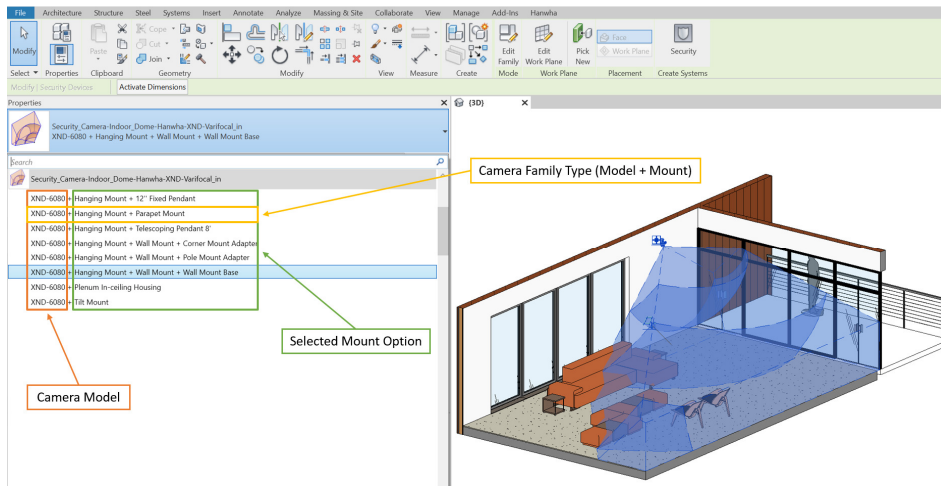 File Architecture Structure Steel Systems Insert Annotate Analyze Massing & Site Collaborate View Manage Add-Ins Hanwha
Modify
Paste
Cope
Cut
Join
Edit Family
Edit Work Plane
Pick New
Face
Work Plane
Security
Select Properties Clipboard Geometry Modify View Measure Create Mode Work Plane Placement Create Systems
Modify | Security Devices Activate Dimensions
Properties
{3D}
Security_Camera-Indoor_Dome-Hanwha-XND-Varifocal_in
XND-6080 + Hanging Mount + Wall Mount + Wall Mount Base
Search
Camera Family Type (Model + Mount)
Security_Camera-Indoor_Dome-Hanwha-XND-Varifocal_in
XND-6080 + Hanging Mount + 12" Fixed Pendant
XND-6080 + Hanging Mount + Parapet Mount
XND-6080 + Hanging Mount + Telescoping Pendant 8'
XND-6080 + Hanging Mount + Wall Mount + Corner Mount Adapter
XND-6080 + Hanging Mount + Wall Mount + Pole Mount Adapter
XND-6080 + Hanging Mount + Wall Mount + Wall Mount Base
XND-6080 + Plenum In-ceiling Housing
XND-6080 + Tilt Mount
Selected Mount Option
Camera Model